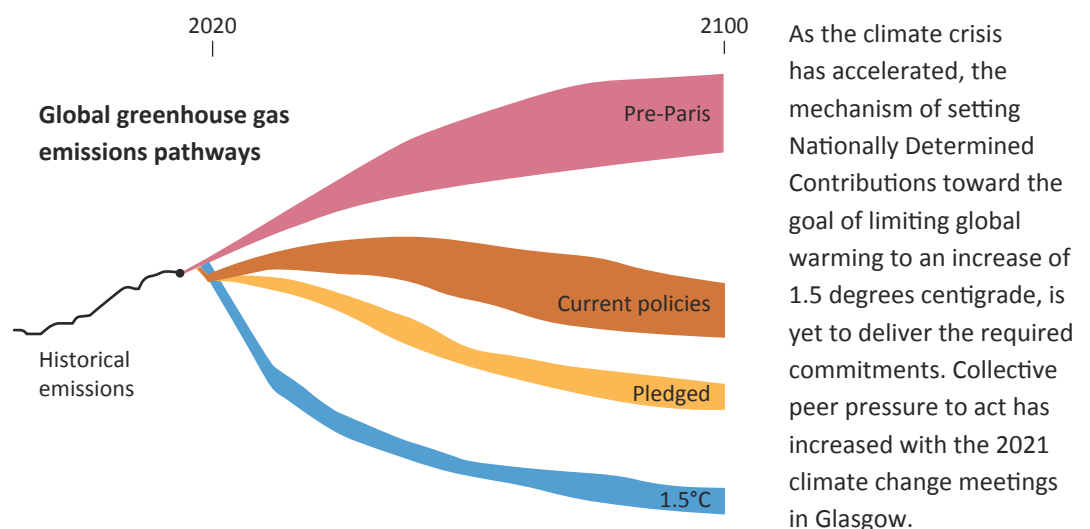 2020
2100
Global greenhouse gas
emissions pathways
Pre-Paris
Current policies
Historical
emissions
Pledged
1.5°C
As the climate crisis
has accelerated, the
mechanism of setting
Nationally Determined
Contributions toward the
goal of limiting global
warming to an increase of
1.5 degrees centigrade, is
yet to deliver the required
commitments. Collective
peer pressure to act has
increased with the 2021
climate change meetings
in Glasgow.